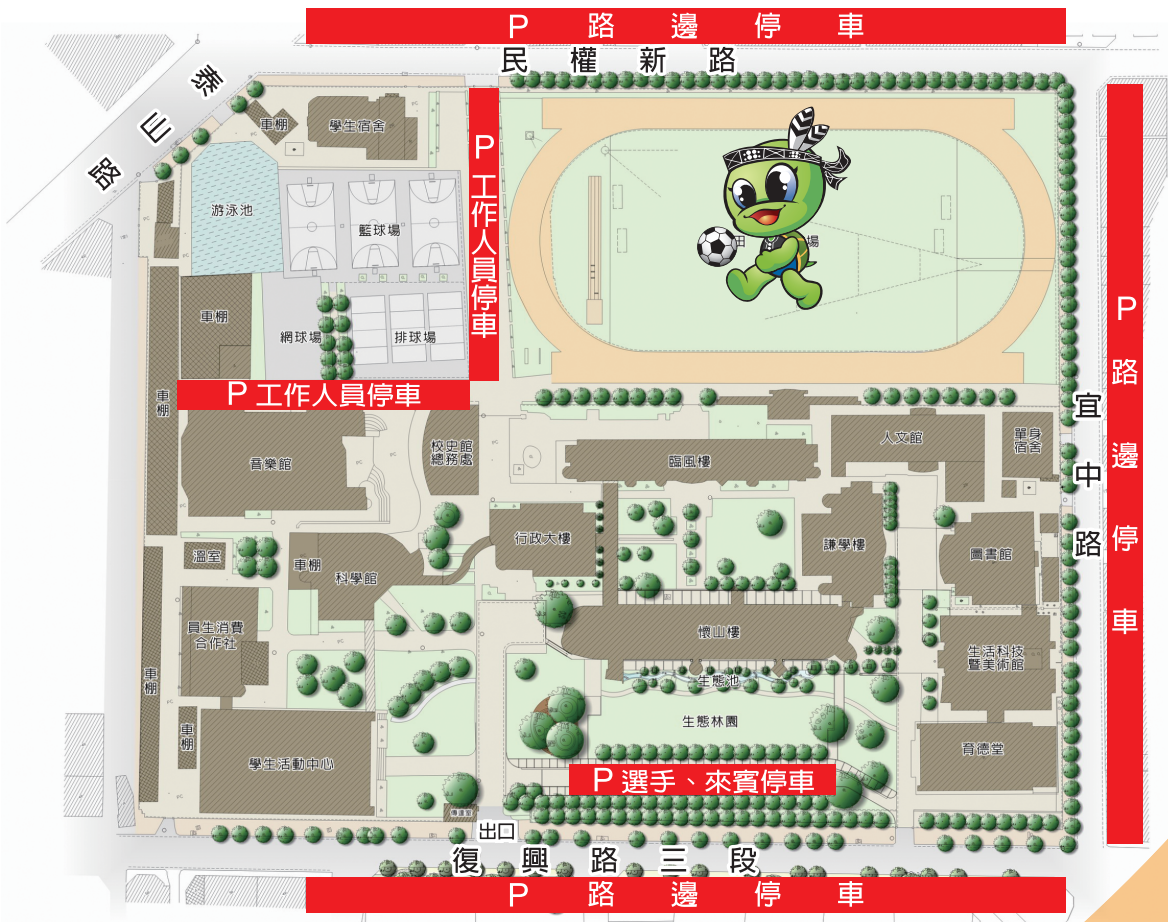 P 路邊停車
民權新路
泰山路
車棚
學生宿舍
P 工作人員停車
游泳池
籃球場
田
場
車棚
網球場
排球場
P 路邊停車
宜中路
車棚
P 工作人員停車
音樂館
校史館
總務處
臨風樓
人文館
單身
宿舍
行政大樓
謙學樓
圖書館
溫室
車棚
科學館
員生消費
合作社
懷山樓
生活科技
暨美術館
生態池
車棚
車棚
生態林園
學生活動中心
育德堂
P 選手、來賓停車
傳達室
出口
復興路三段
P 路邊停車